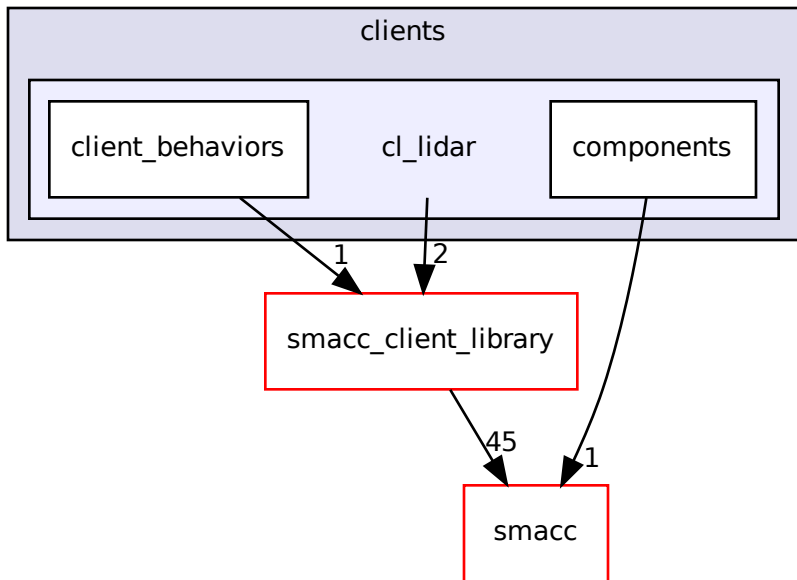 clients
client_behaviors
cl_lidar
components
1
2
smacc_client_library
45
1
smacc